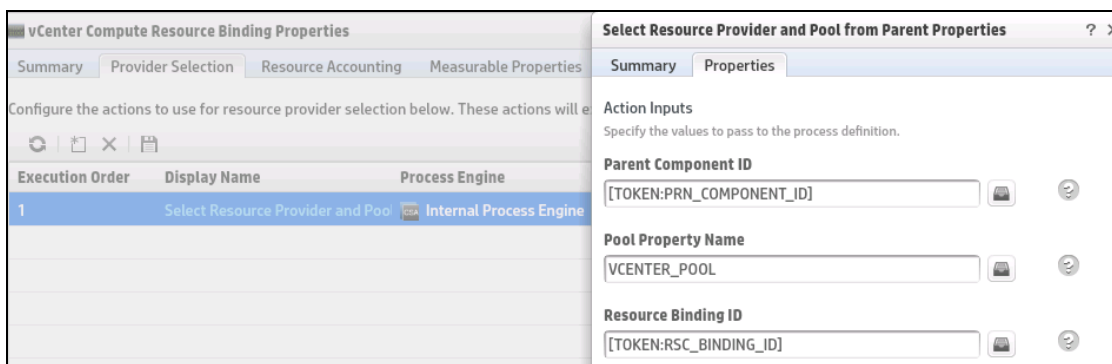 vCenter Compute Resource Binding Properties
Summary Provider Selection Resource Accounting Measurable Properties
Configure the actions to use for resource provider selection below. These actions will e
Execution Order Display Name Process Engine
1 Select Resource Provider and Pool CSA Internal Process Engine
Select Resource Provider and Pool from Parent Properties ?
Summary Properties
Action Inputs
Specify the values to pass to the process definition.
Parent Component ID
[TOKEN:PRN_COMPONENT_ID] ?
Pool Property Name
VCENTER_POOL ?
Resource Binding ID
[TOKEN:RSC_BINDING_ID] ?